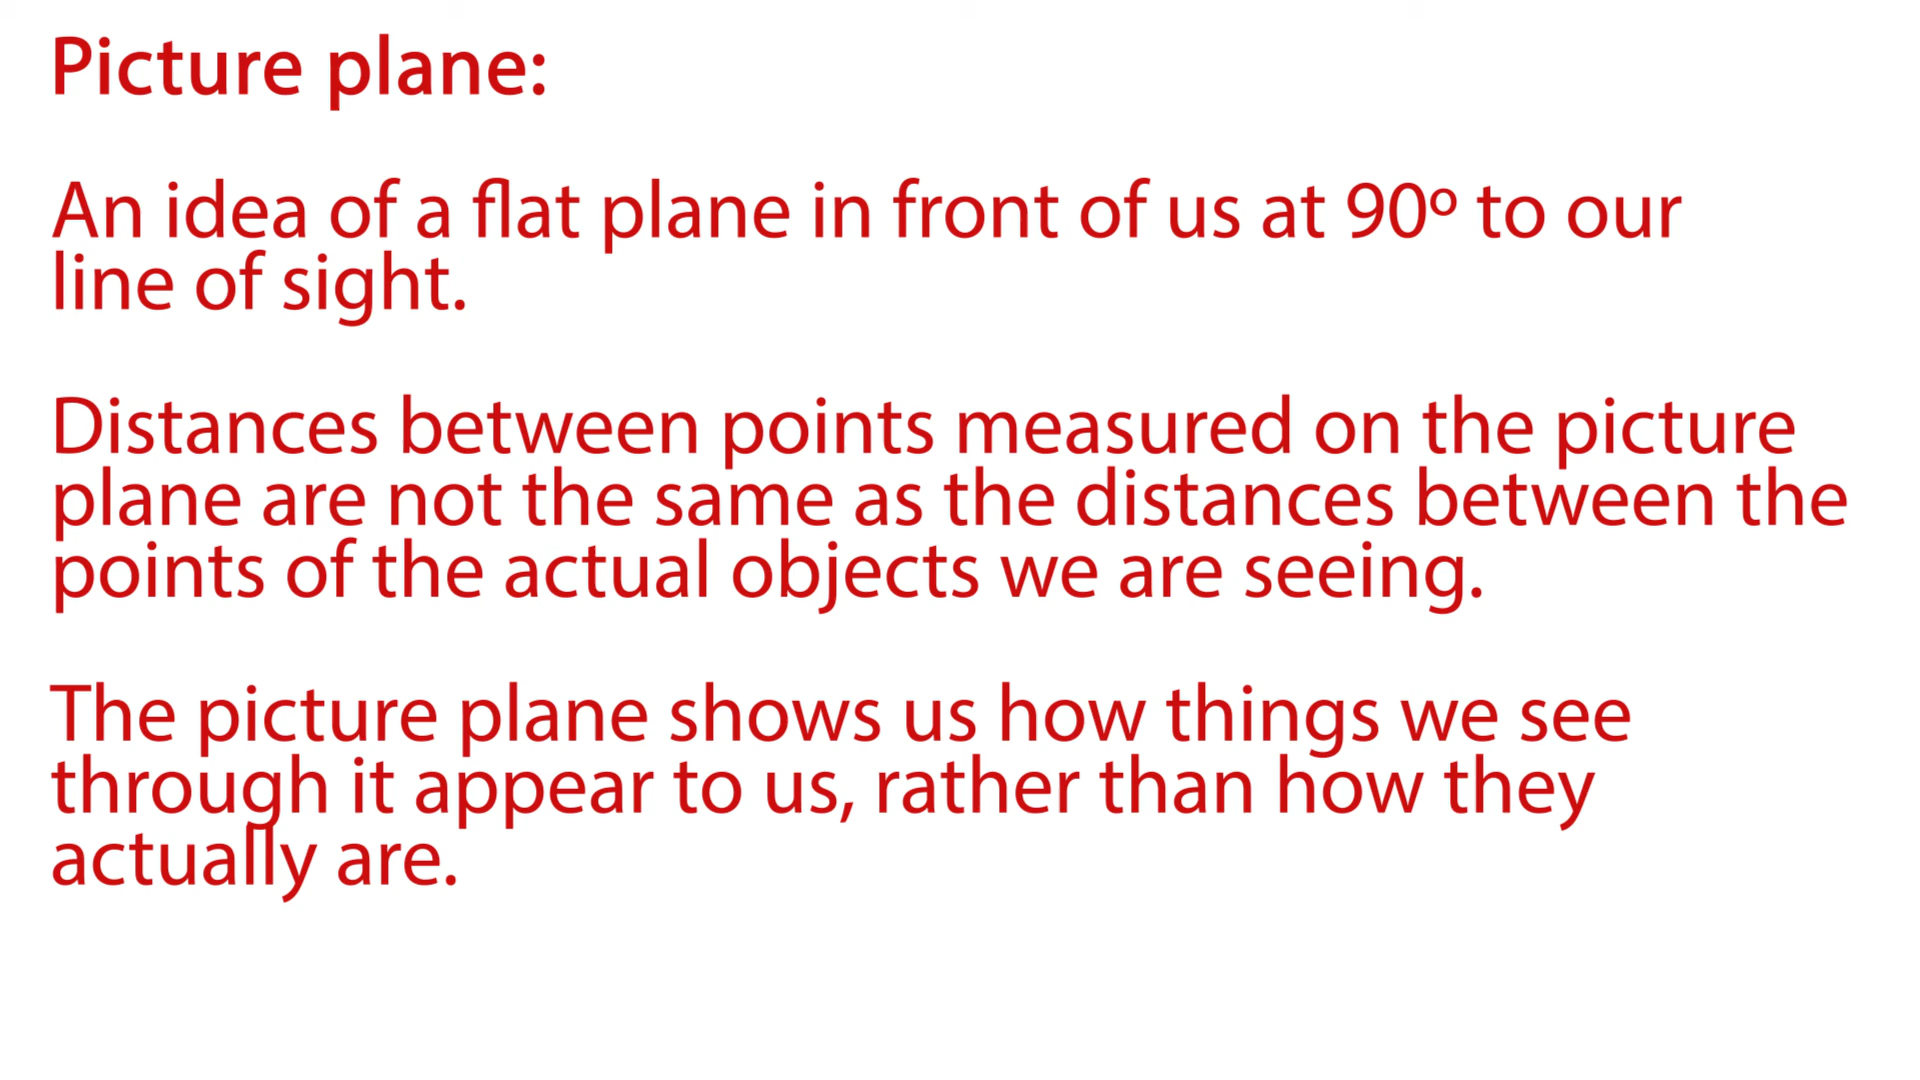 Picture plane:
An idea of a flat plane in front of us at 90º to our
line of sight.
Distances between points measured on the picture
plane are not the same as the distances between the
points of the actual objects we are seeing.
The picture plane shows us how things we see
through it appear to us, rather than how they
actually are.